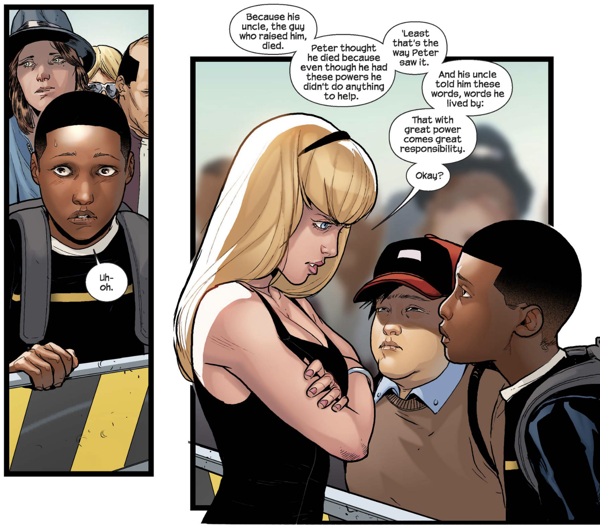 Uh-
oh.
Because his
uncle, the guy
who raised him,
died.
Peter thought
he died because
even though he had
these powers he
didn't do anything
to help.
'Least
that's the
way Peter
saw it.
And his uncle
told him these
words, words he
lived by:
That with
great power
comes great
responsibility.
Okay?